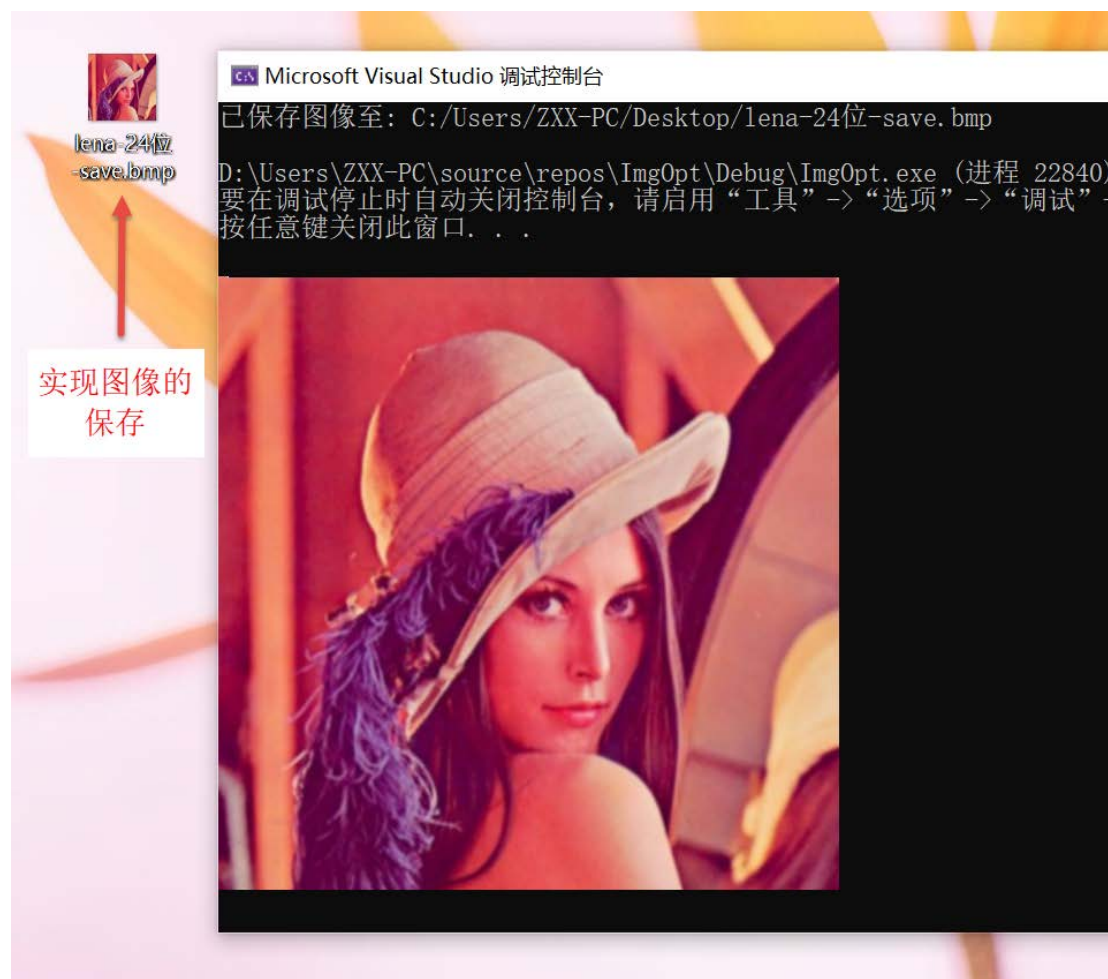 lena-24位
-save.bmp
实现图像的
保存
Microsoft Visual Studio 调试控制台
已保存图像至: C:/Users/ZXX-PC/Desktop/lena-24位-save.bmp
D:\Users\ZXX-PC\source\repos\ImgOpt\Debug\ImgOpt.exe (进程 22840)
要在调试停止时自动关闭控制台，请启用“工具”->“选项”->“调试”-
按任意键关闭此窗口. . .